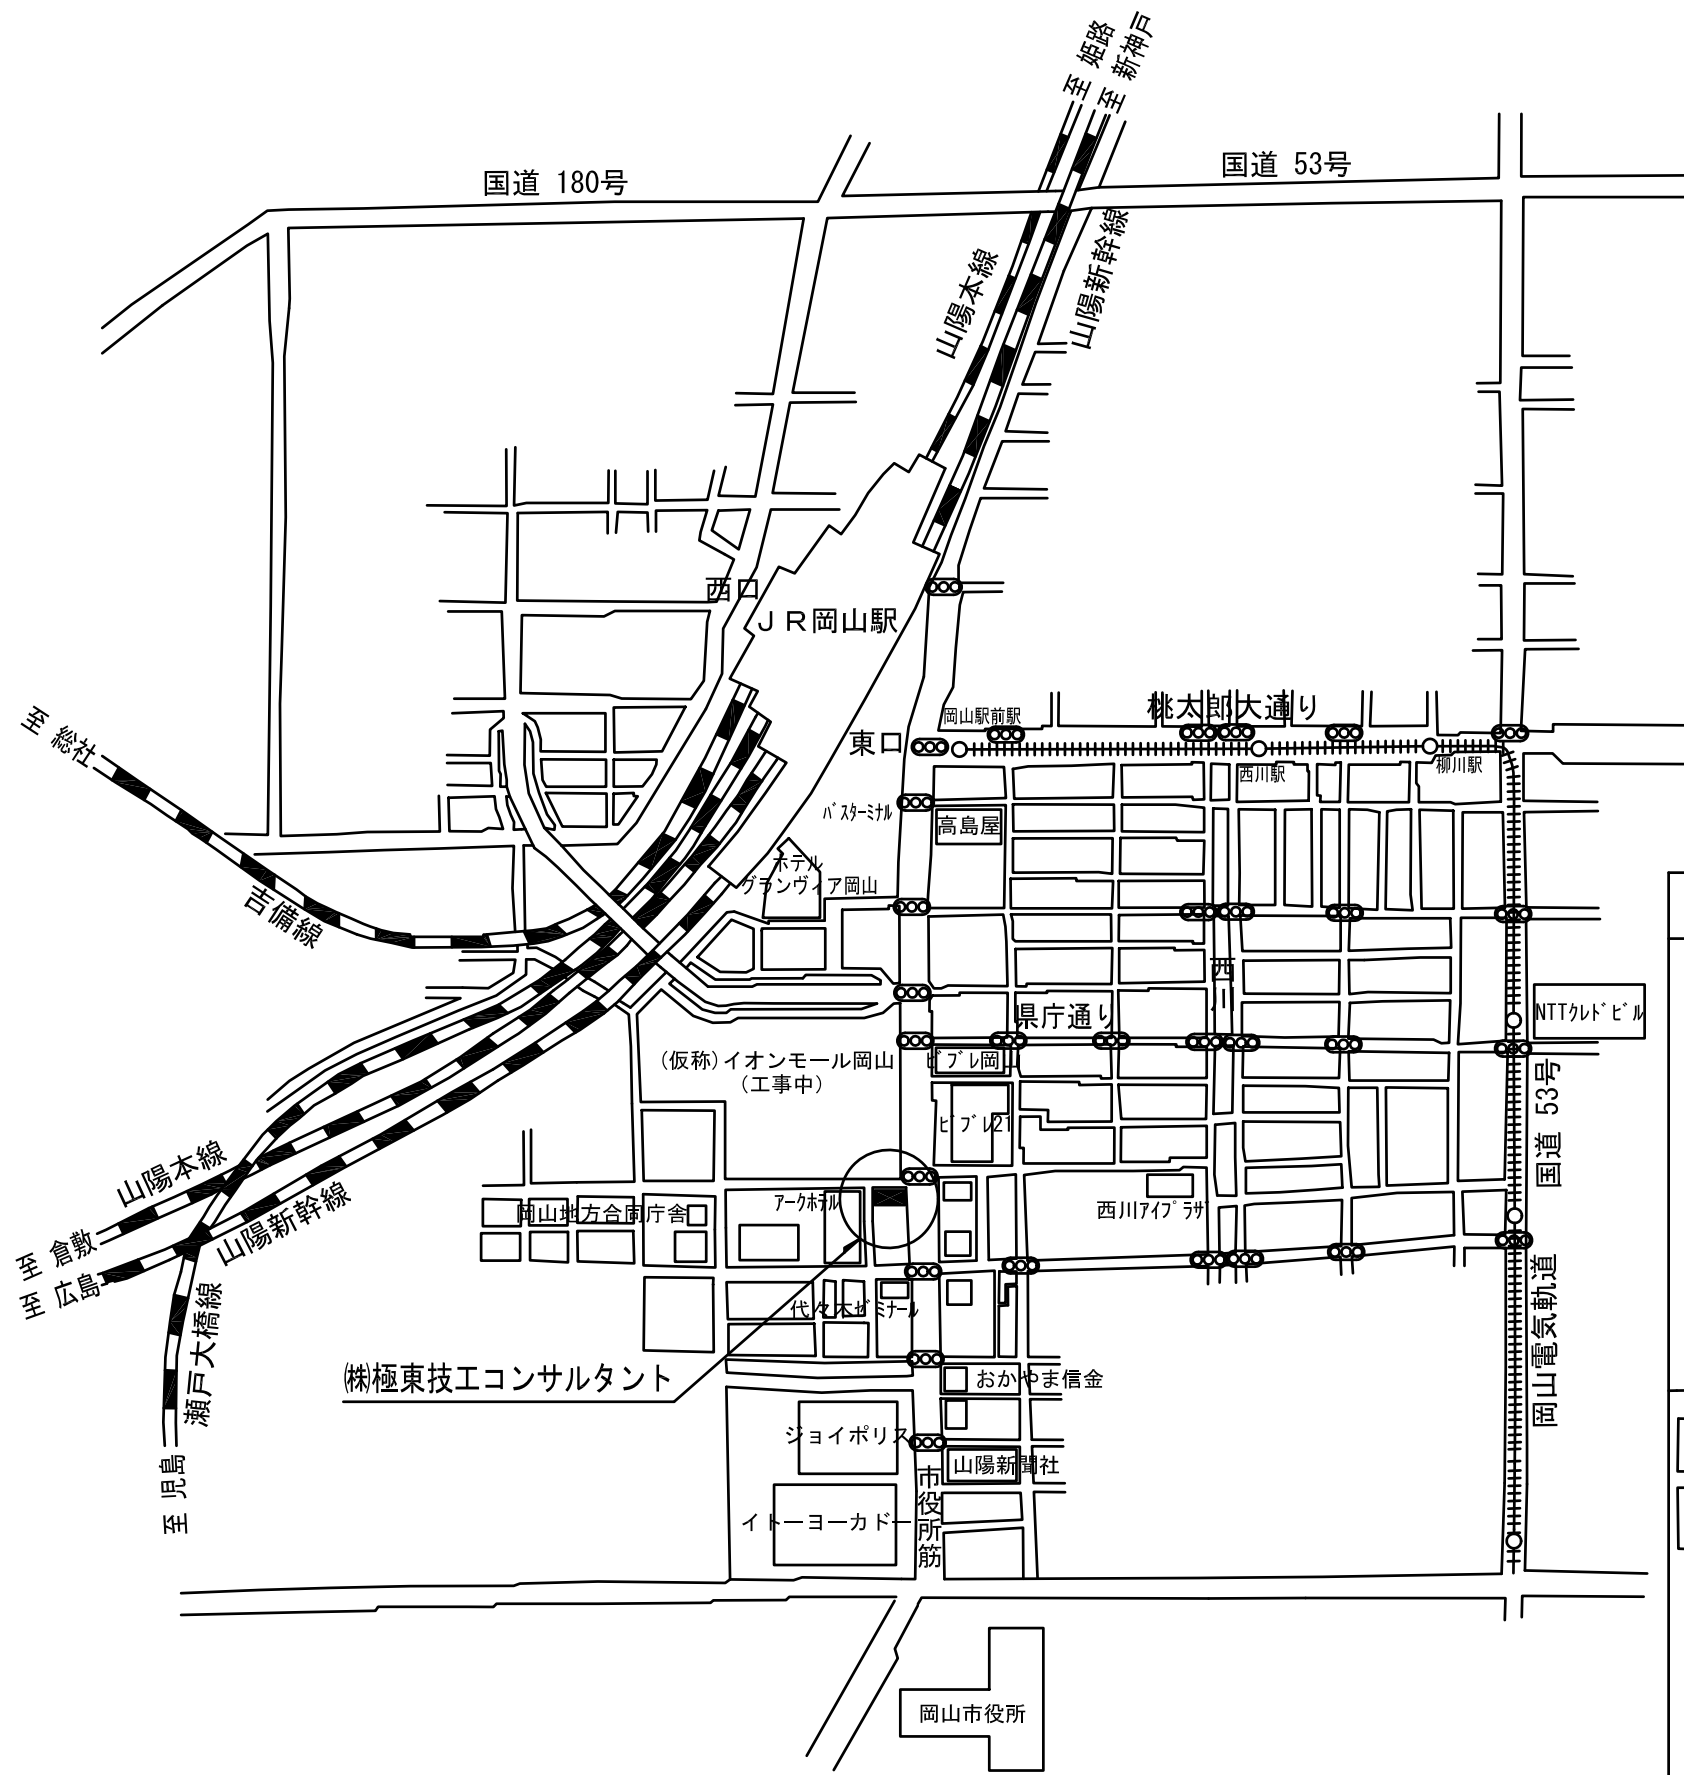 至 姫路
至 新神戸
国道 53号
国道 180号
山陽本線
山陽新幹線
西口
ＪＲ岡山駅
岡山駅前駅
桃太郎大通り
至 総社
東口
西川駅
柳川駅
バスターミナル
高島屋
ホテル
グランヴィア岡山
吉備線
西川
NTTクレドビル
県庁通り
(仮称)イオンモール岡山
(工事中)
ビブレ岡山
国道 53号
ビブレ21
山陽本線
山陽新幹線
アークホテル
岡山地方合同庁舎
西川アイプラザ
至 倉敷
至 広島
瀬戸大橋線
代々木ゼミナール
岡山電気軌道
㈱極東技工コンサルタント
おかやま信金
ジョイポリス
山陽新聞社
市役所筋
至 児島
イトーヨーカドー
岡山市役所